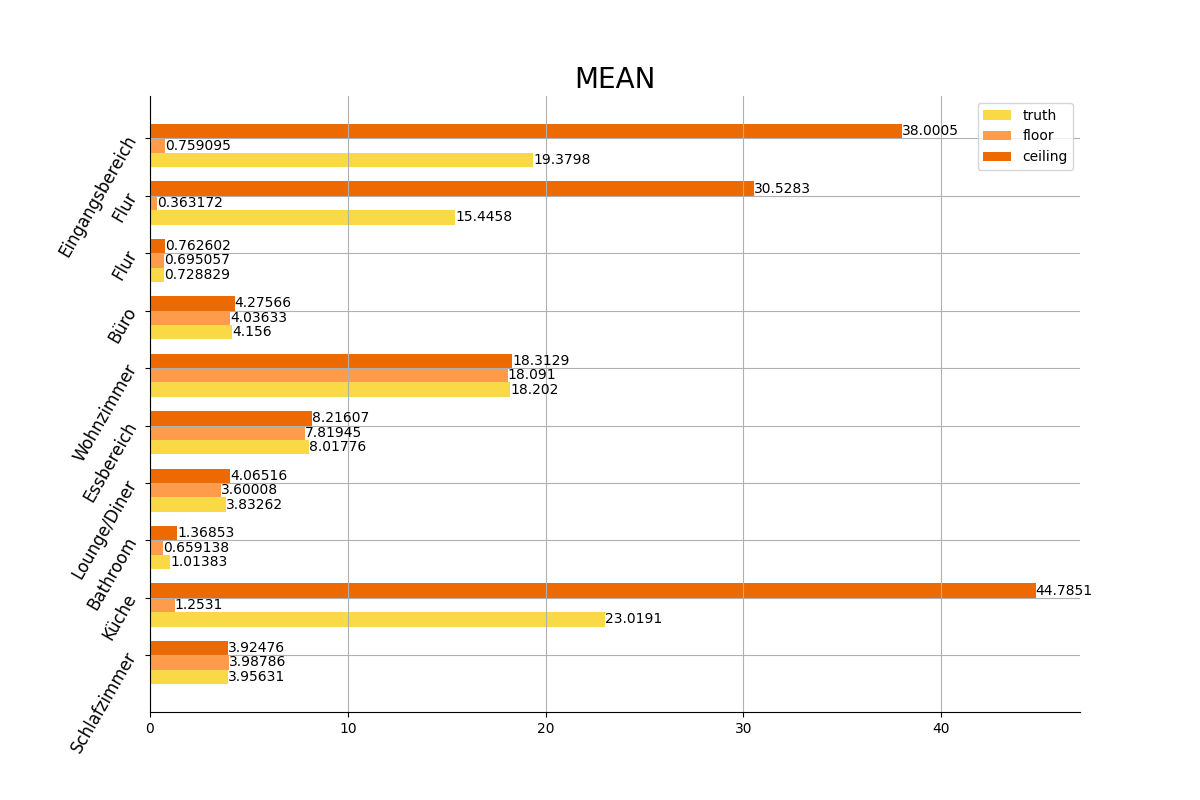 MEAN
truth
floor
ceiling
Eingangsbereich
38.0005
0.759095
19.3798
Flur
30.5283
0.363172
15.4458
Flur
0.762602
0.695057
0.728829
Büro
4.27566
4.03633
4.156
Wohnzimmer
18.3129
18.091
18.202
Essbereich
8.21607
7.81945
8.01776
Lounge/Diner
4.06516
3.60008
3.83262
Bathroom
1.36853
0.659138
1.01383
Küche
44.7851
1.2531
23.0191
Schlafzimmer
3.92476
3.98786
3.95631
0 10 20 30 40